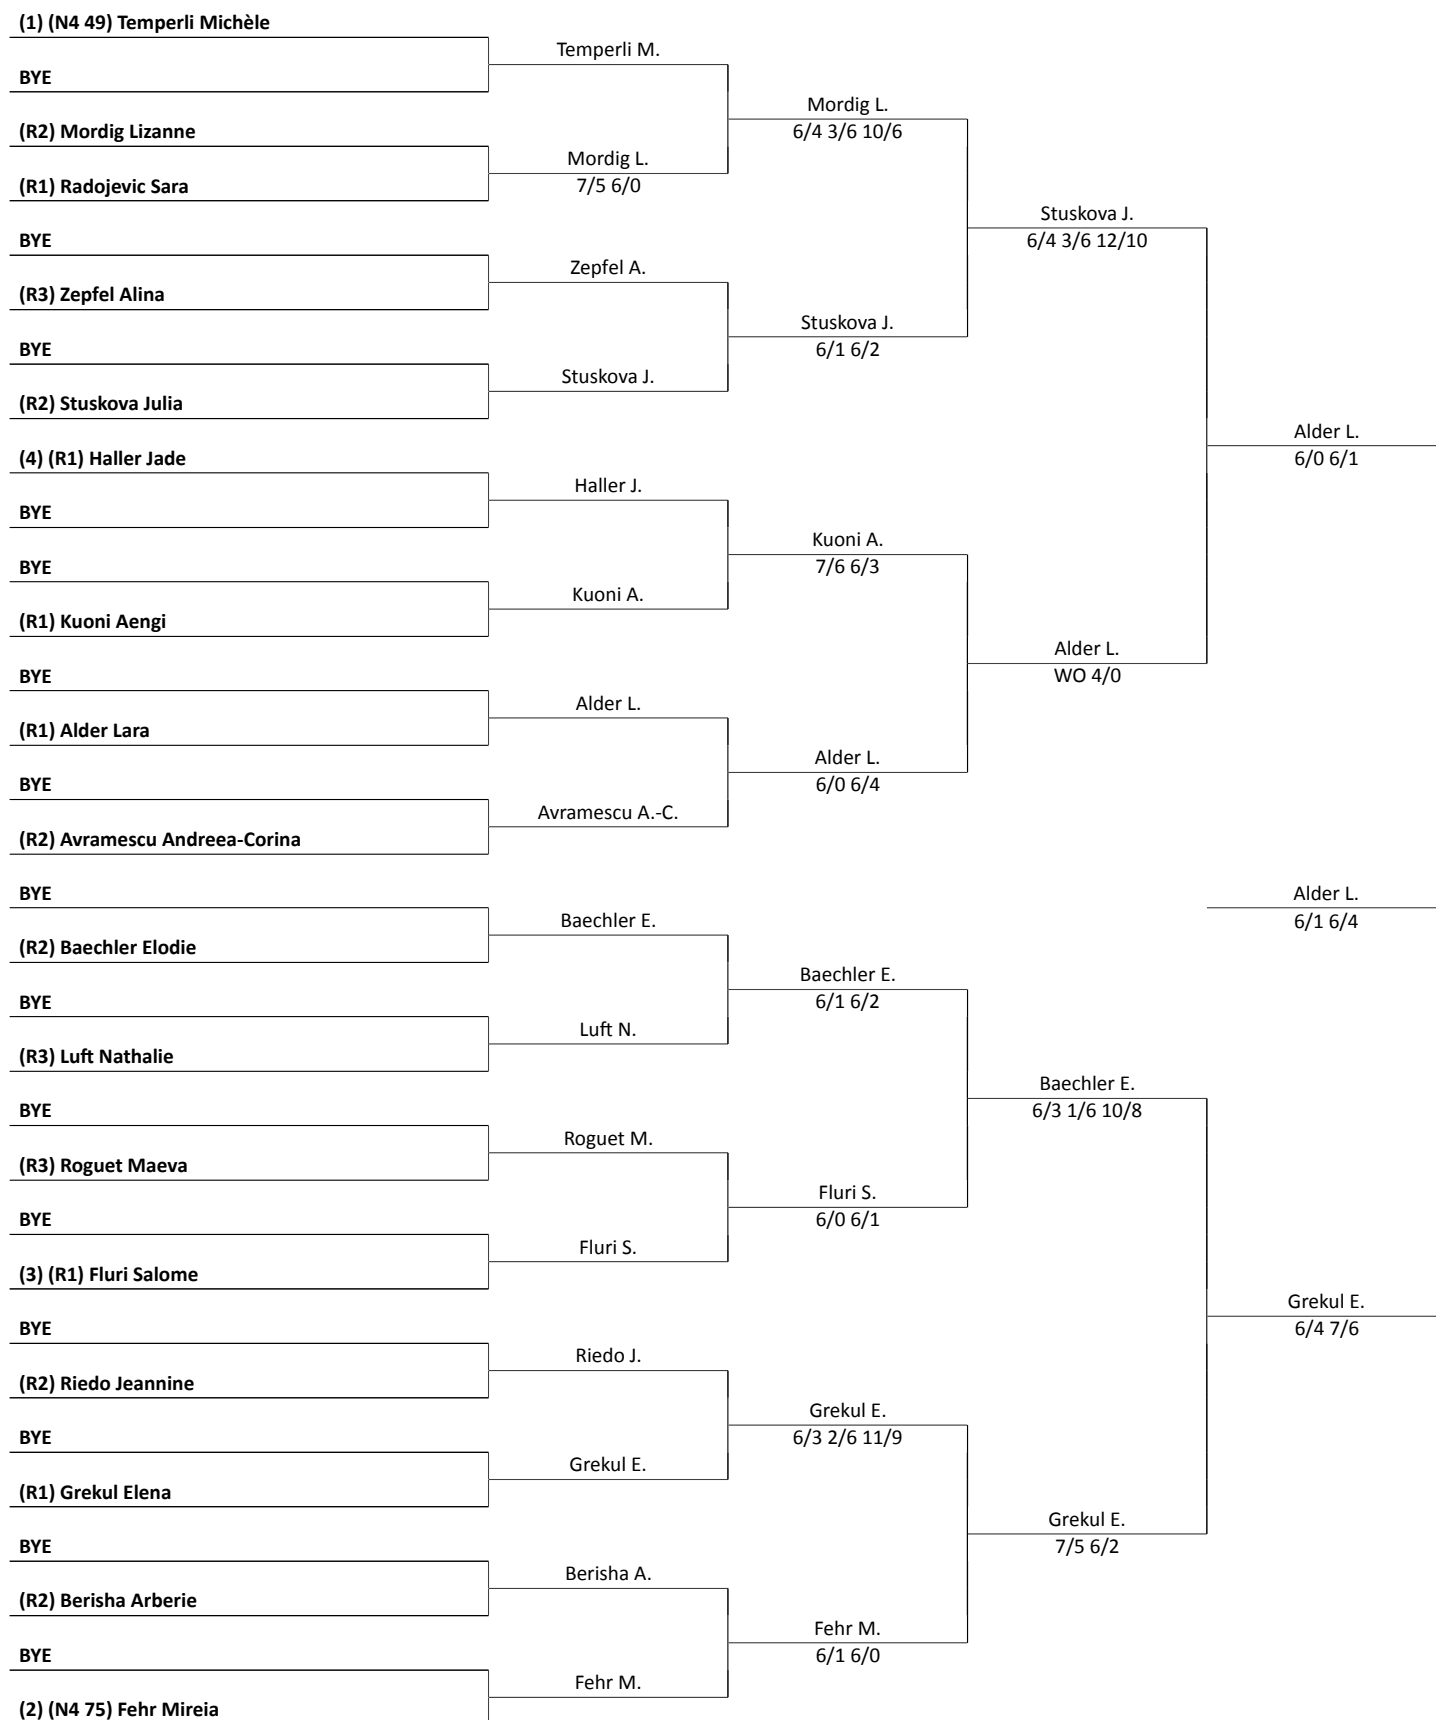 (1) (N4 49) Temperli Michèle
Temperli M.
BYE
Mordig L.
6/4 3/6 10/6
(R2) Mordig Lizanne
Mordig L.
7/5 6/0
(R1) Radojevic Sara
Stuskova J.
6/4 3/6 12/10
BYE
Zepfel A.
(R3) Zepfel Alina
Stuskova J.
6/1 6/2
BYE
Stuskova J.
(R2) Stuskova Julia
Alder L.
6/0 6/1
(4) (R1) Haller Jade
Haller J.
BYE
Kuoni A.
7/6 6/3
BYE
Kuoni A.
(R1) Kuoni Aengi
Alder L.
WO 4/0
BYE
Alder L.
(R1) Alder Lara
Alder L.
6/0 6/4
BYE
Avramescu A.-C.
(R2) Avramescu Andreea-Corina
BYE
Alder L.
6/1 6/4
Baechler E.
(R2) Baechler Elodie
Baechler E.
6/1 6/2
BYE
Luft N.
(R3) Luft Nathalie
Baechler E.
6/3 1/6 10/8
BYE
Roguet M.
(R3) Roguet Maeva
Fluri S.
6/0 6/1
BYE
Fluri S.
(3) (R1) Fluri Salome
Grekul E.
6/4 7/6
BYE
Riedo J.
(R2) Riedo Jeannine
Grekul E.
6/3 2/6 11/9
BYE
Grekul E.
(R1) Grekul Elena
Grekul E.
7/5 6/2
BYE
Berisha A.
(R2) Berisha Arberie
Fehr M.
6/1 6/0
BYE
Fehr M.
(2) (N4 75) Fehr Mireia